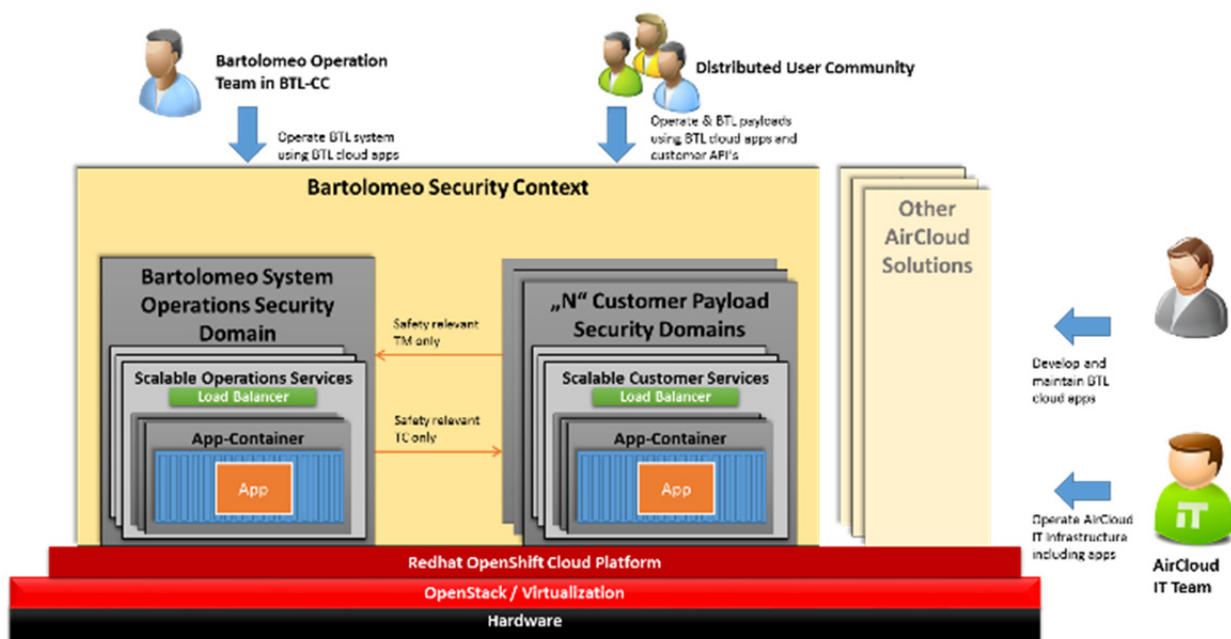 Bartolomeo Operation
Team in BTL-CC
Distributed User Community
Operate BTL system
using BTL cloud apps
Operate & BTL payloads
using BTL cloud apps and
customer API's
Bartolomeo Security Context
Other
AirCloud
Solutions
Bartolomeo System
Operations Security
Domain
„N“ Customer Payload
Security Domains
Safety relevant
TM only
Scalable Operations Services
Load Balancer
Scalable Customer Services
Load Balancer
Develop and
maintain BTL
cloud apps
Safety relevant
TC only
App-Container
App
App-Container
App
Operate AirCloud
IT Infrastructure
including apps
iT
AirCloud
IT Team
Redhat OpenShift Cloud Platform
OpenStack / Virtualization
Hardware